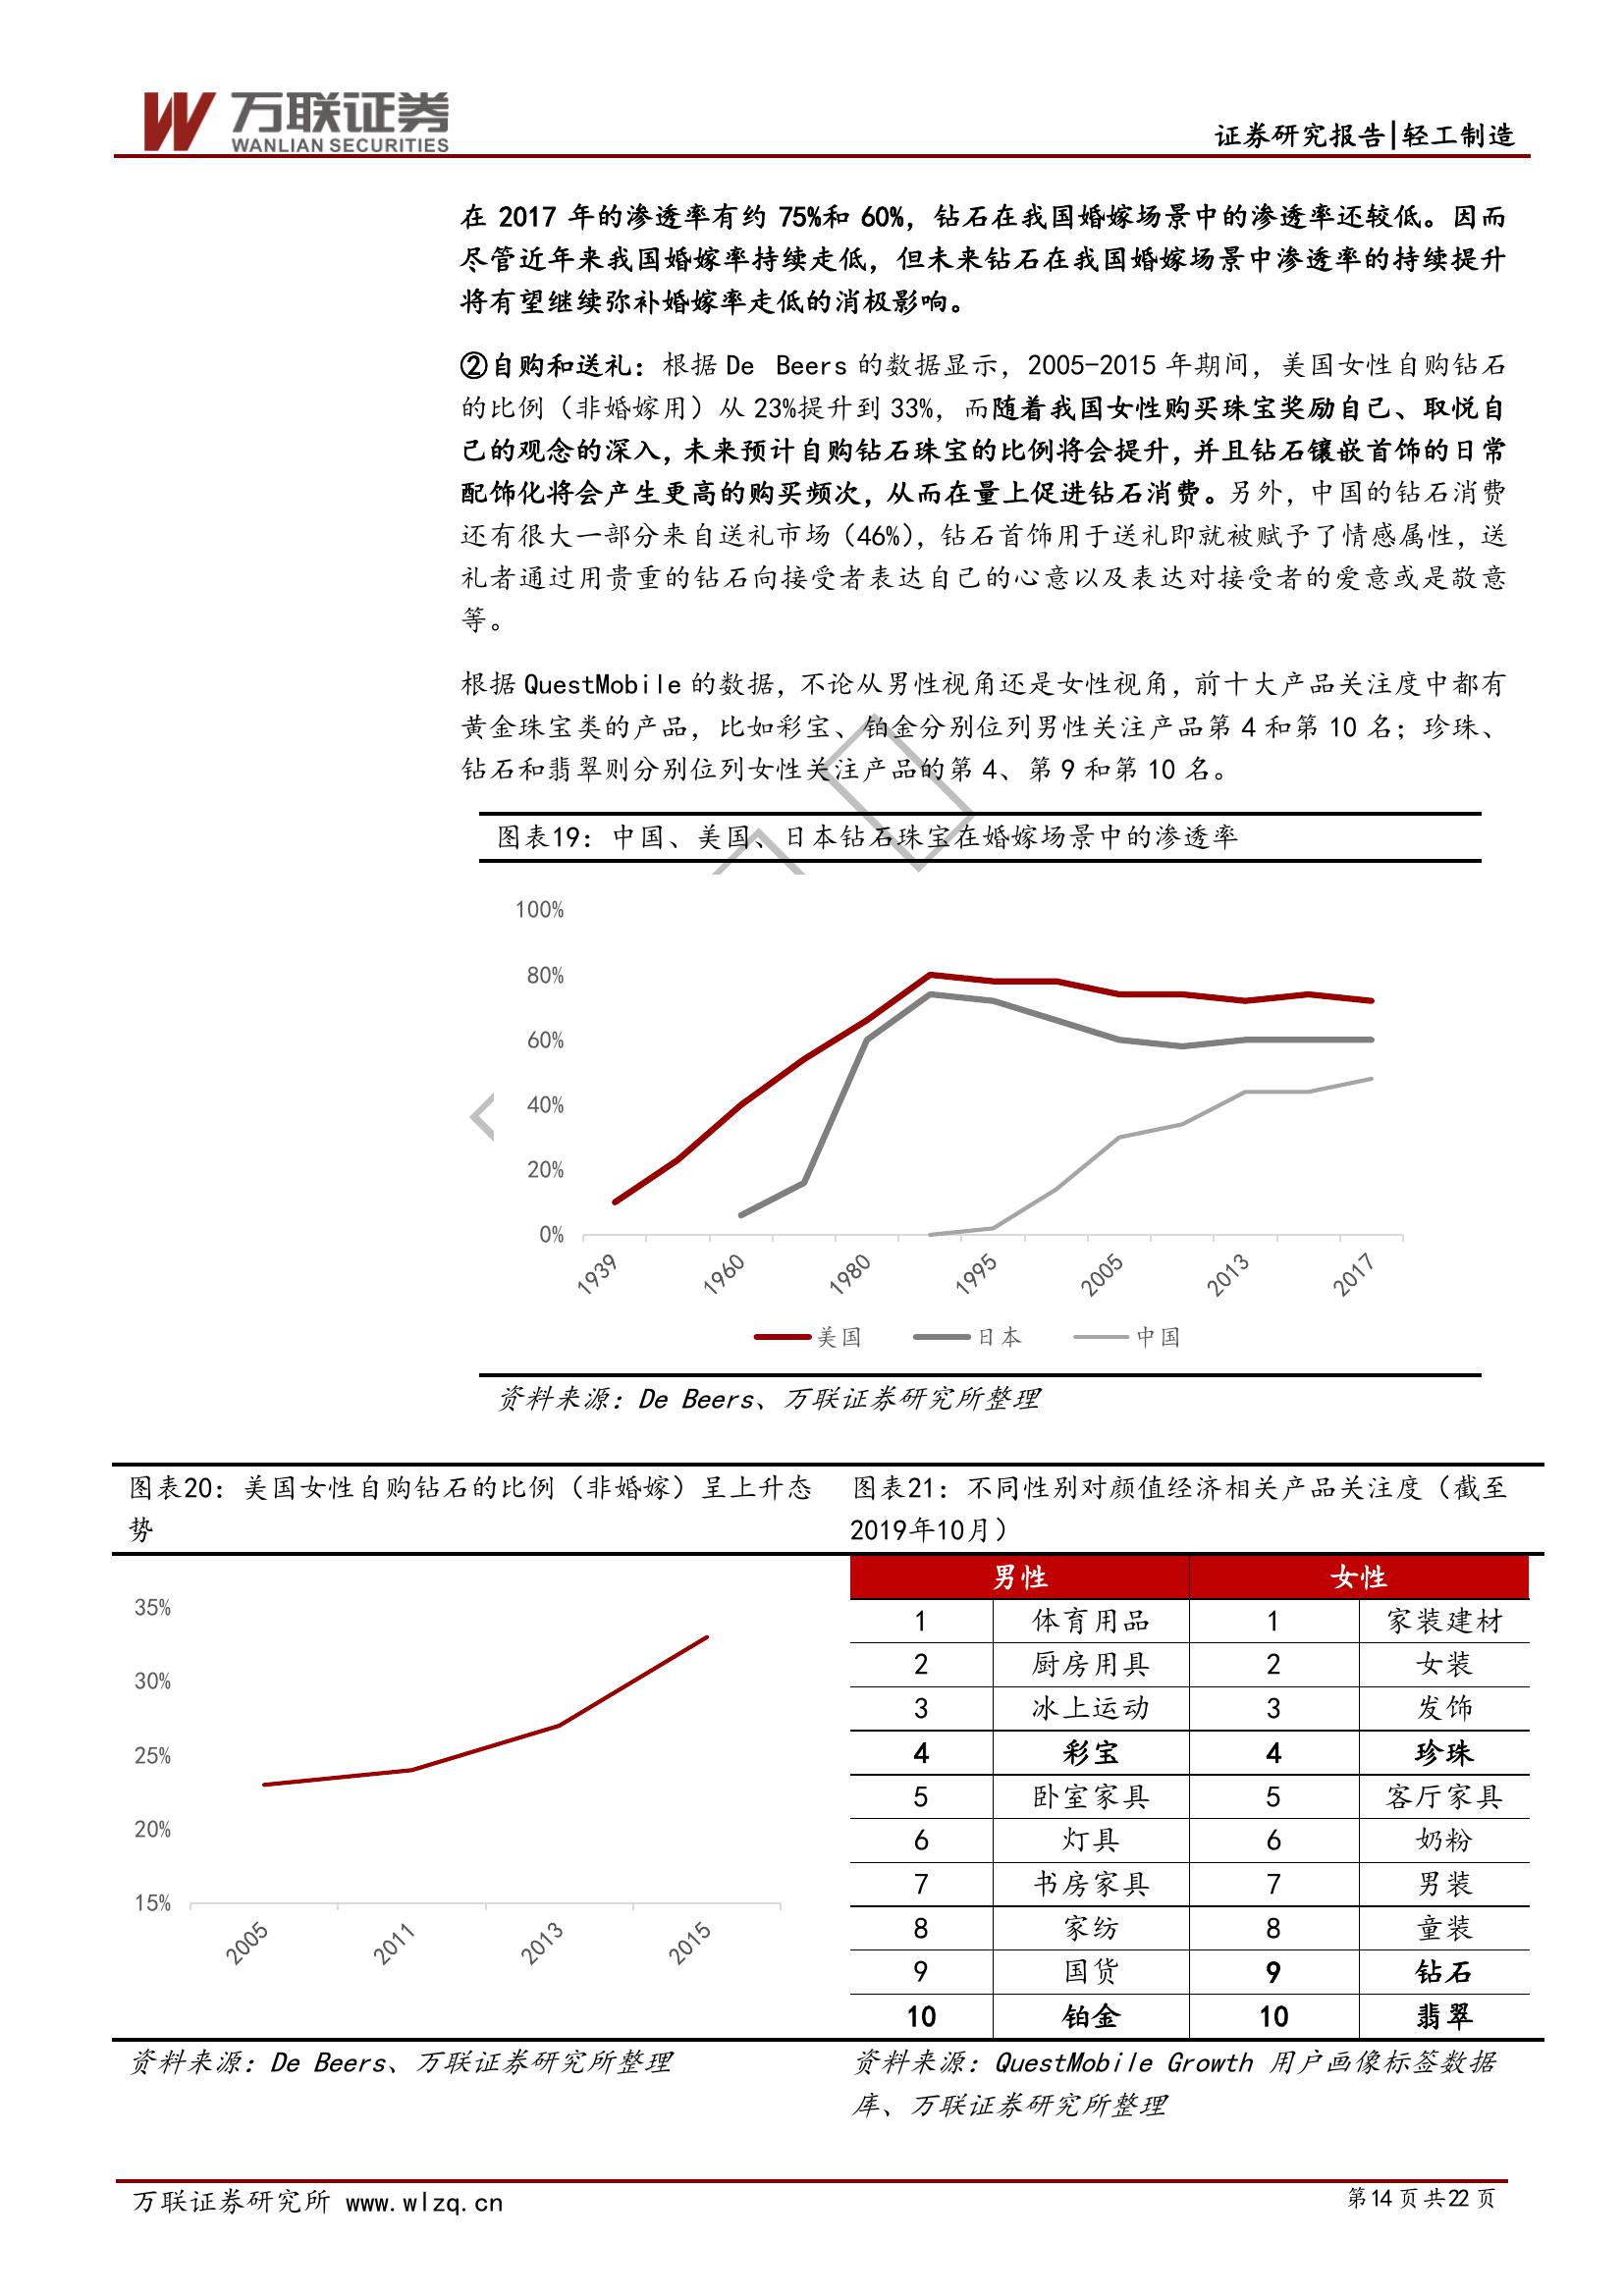 万联证券
WANLIAN SECURITIES
证券研究报告|轻工制造
在 2017 年的渗透率有约 75%和 60%，钻石在我国婚嫁场景中的渗透率还较低。因而
尽管近年来我国婚嫁率持续走低，但未来钻石在我国婚嫁场景中渗透率的持续提升
将有望继续弥补婚嫁率走低的消极影响。
②自购和送礼：根据 De Beers 的数据显示，2005-2015 年期间，美国女性自购钻石
的比例（非婚嫁用）从 23%提升到 33%，而随着我国女性购买珠宝奖励自己、取悦自
己的观念的深入，未来预计自购钻石珠宝的比例将会提升，并且钻石镶嵌首饰的日常
配饰化将会产生更高的购买频次，从而在量上促进钻石消费。另外，中国的钻石消费
还有很大一部分来自送礼市场（46%），钻石首饰用于送礼即就被赋予了情感属性，送
礼者通过用贵重的钻石向接受者表达自己的心意以及表达对接受者的爱意或是敬意
等。
根据 QuestMobile 的数据，不论从男性视角还是女性视角，前十大产品关注度中都有
黄金珠宝类的产品，比如彩宝、铂金分别位列男性关注产品第 4 和第 10 名；珍珠、
钻石和翡翠则分别位列女性关注产品的第 4、第 9 和第 10 名。
图表19：中国、美国、日本钻石珠宝在婚嫁场景中的渗透率
100%
80%
60%
40%
20%
0%
1939 1960 1980 1995 2005 2013 2017
美国 日本 中国
资料来源：De Beers、万联证券研究所整理
图表20：美国女性自购钻石的比例（非婚嫁）呈上升态
势
35%
30%
25%
20%
15%
2005 2011 2013 2015
资料来源：De Beers、万联证券研究所整理
图表21：不同性别对颜值经济相关产品关注度（截至
2019年10月）
男性 女性
1 体育用品 1 家装建材
2 厨房用具 2 女装
3 冰上运动 3 发饰
4 彩宝 4 珍珠
5 卧室家具 5 客厅家具
6 灯具 6 奶粉
7 书房家具 7 男装
8 家纺 8 童装
9 国货 9 钻石
10 铂金 10 翡翠
资料来源：QuestMobile Growth 用户画像标签数据
库、万联证券研究所整理
万联证券研究所 www.wlzq.cn
第14 页 共22 页